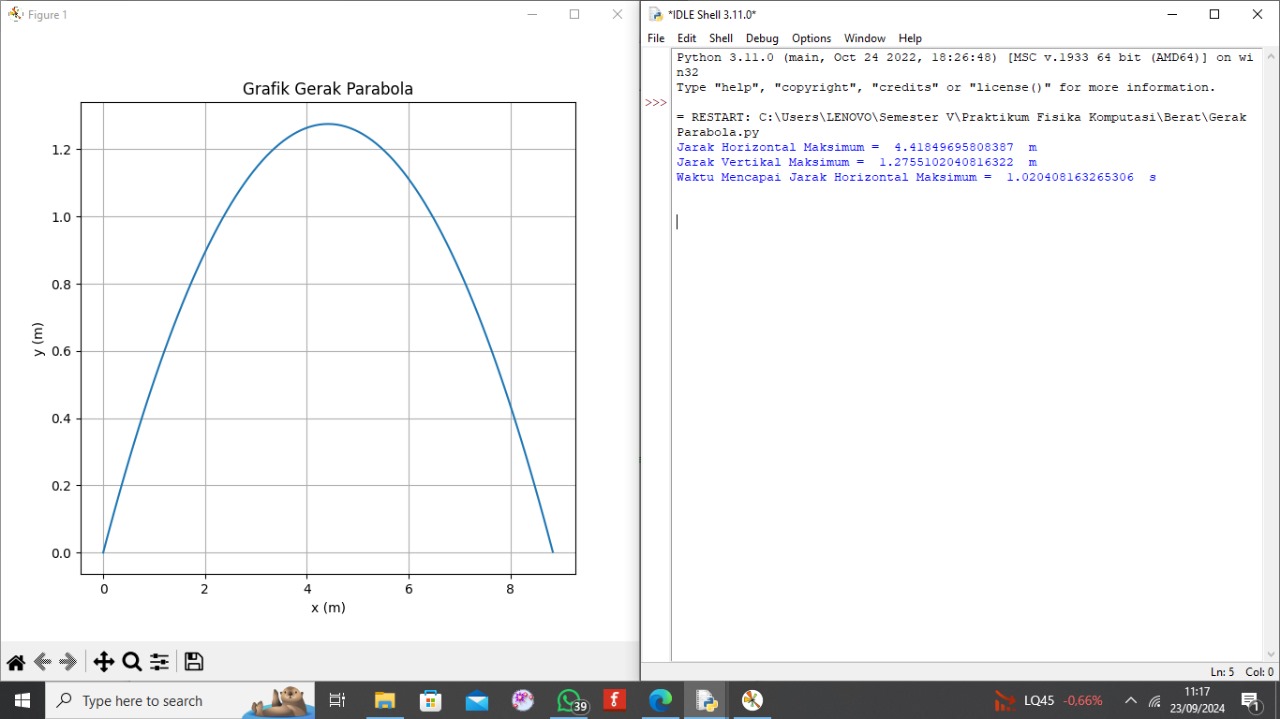 Figure 1
Grafik Gerak Parabola
1.2
1.0
0.8
0.6
0.4
0.2
0.0
y (m)
0 2 4 6 8
x (m)
*IDLE Shell 3.11.0*
File Edit Shell Debug Options Window Help
Python 3.11.0 (main, Oct 24 2022, 18:26:48) [MSC v.1933 64 bit (AMD64)] on wi
n32
Type "help", "copyright", "credits" or "license()" for more information.
>>>
= RESTART: C:\Users\LENOVO\Semester V\Praktikum Fisika Komputasi\Berat\Gerak
Parabola.py
Jarak Horizontal Maksimum =  4.41849695808387  m
Jarak Vertikal Maksimum =  1.2755102040816322  m
Waktu Mencapai Jarak Horizontal Maksimum =  1.020408163265306  s
Ln: 5 Col: 0
Type here to search
39
LQ45 -0,66%
11:17
23/09/2024
1